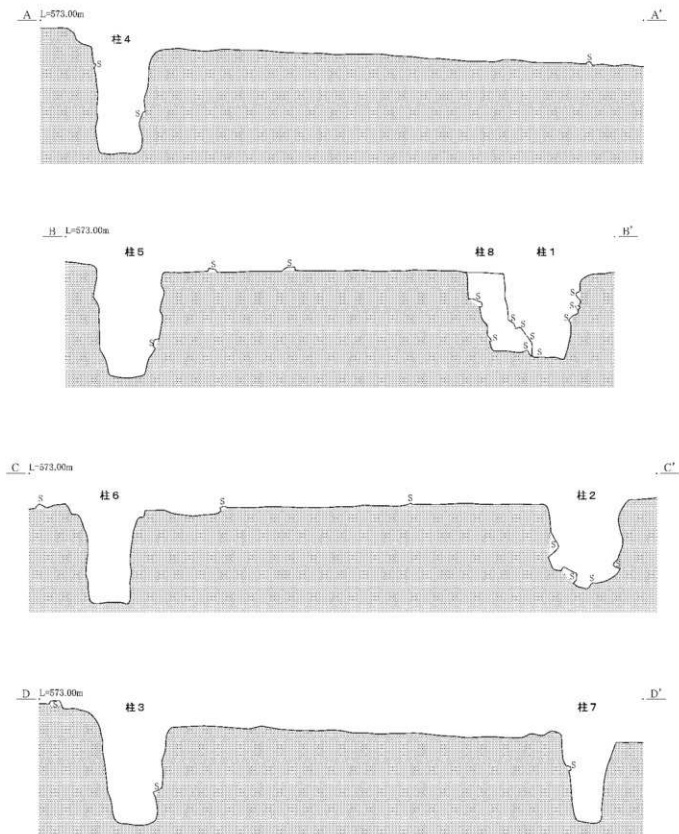 A L=573.00m A'
柱4
S
S
S
B L=573.00m B'
柱5 柱8 柱1
S S
S
S
S
S
S
S
S
S
S
S
C L=573.00m C'
柱6 柱2
S S S
S
S
S
D L=573.00m D'
S
柱3 柱7
S
S